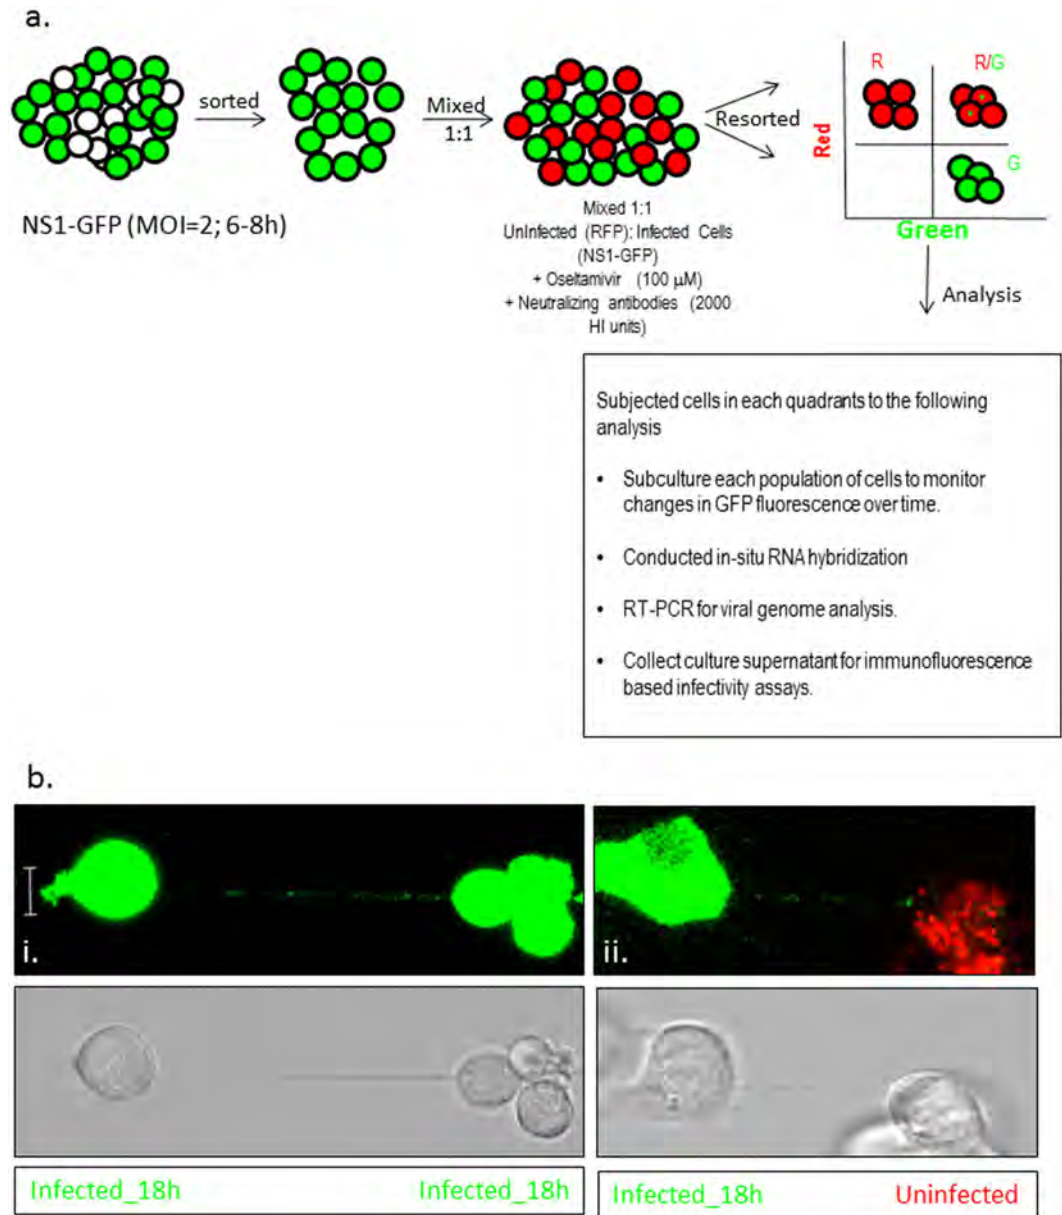 a.
sorted
Mixed
1:1
Resorted
R
R/G
G
Red
Green
NS1-GFP (MOI=2; 6-8h)
Mixed 1:1
UnInfected (RFP): Infected Cells
(NS1-GFP)
+ Oseltamivir (100 μM)
+ Neutralizing antibodies (2000
HI units)
Analysis
Subjected cells in each quadrants to the following
analysis
• Subculture each population of cells to monitor
changes in GFP fluorescence over time.
• Conducted in-situ RNA hybridization
• RT-PCR for viral genome analysis.
• Collect culture supernatant for immunofluorescence
based infectivity assays.
b.
i.
ii.
Infected_18h
Infected_18h
Infected_18h
Uninfected